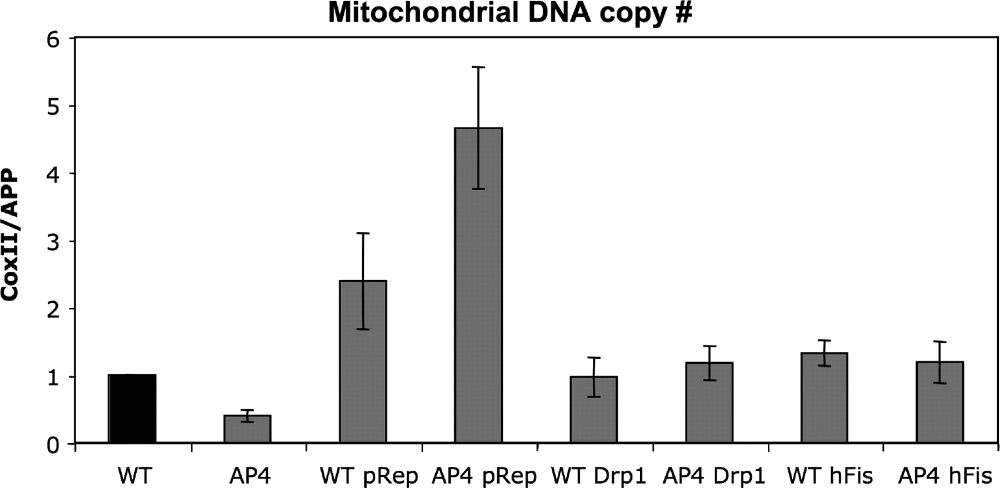 Mitochondrial DNA copy #
CoxII/APP
6
5
4
3
2
1
0
WT AP4 WT pRep AP4 pRep WT Drp1 AP4 Drp1 WT hFis AP4 hFis